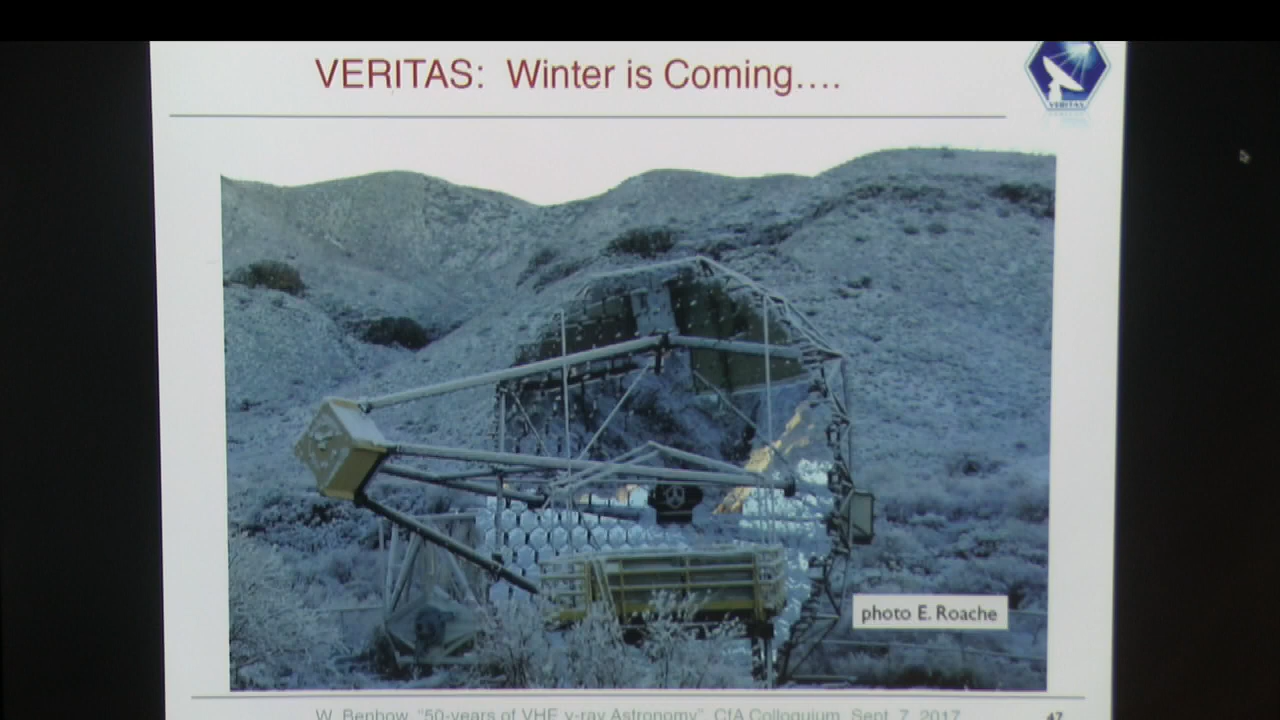 VERITAS: Winter is Coming....
VERITAS
photo E. Roache
W. Benbow, "50-years of VHE γ-ray Astronomy", CfA Colloquium, Sept. 7, 2017
47